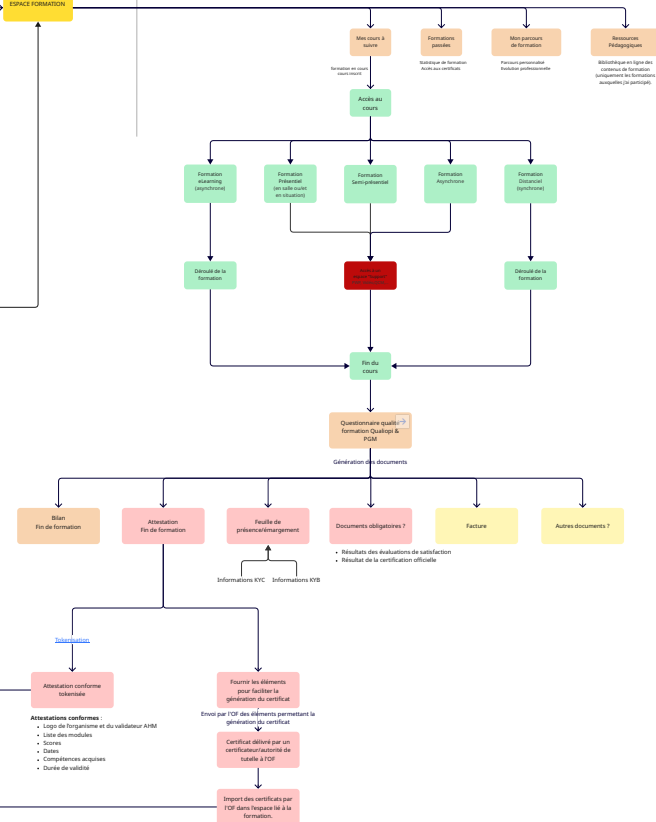 ESPACE FORMATION
Mes cours à
suivre
Formations
passées
Mon parcours
de formation
Ressources
Pédagogiques
formation en cours
cours inscrit
Statistique de formation
Accès aux certificats
Parcours personnalisé
Evolution professionnelle
Bibliothèque en ligne des
contenus de formation
(uniquement les formations
auxquelles j'ai participé).
Accès au
cours
Formation
eLearning
(asynchrone)
Formation
Présentiel
(en salle ou/et
en situation)
Formation
Semi-présentiel
Formation
Asynchrone
Formation
Distanciel
(synchrone)
Déroulé de la
formation
Déroulé de la
formation
Fin du
cours
Questionnaire qualité
formation Qualiopi &
PGM
Génération des documents
Bilan
Fin de formation
Attestation
Fin de formation
Feuille de
présence/émargement
Documents obligatoires ?
Facture
Autres documents ?
• Résultats des évaluations de satisfaction
• Résultat de la certification officielle
Informations KYC
Informations KYB
Tokenisation
Attestation conforme
tokenisée
Fournir les éléments
pour faciliter la
génération du certificat
Attestations conformes :
• Logo de l'organisme et du validateur AHM
• Liste des modules
• Scores
• Dates
• Compétences acquises
• Durée de validité
Envoi par l'OF des éléments permettant la
génération du certificat
Certificat délivré par un
certificateur/autorité de
tutelle à l'OF
Import des certificats par
l'OF dans l'espace lié à la
formation.